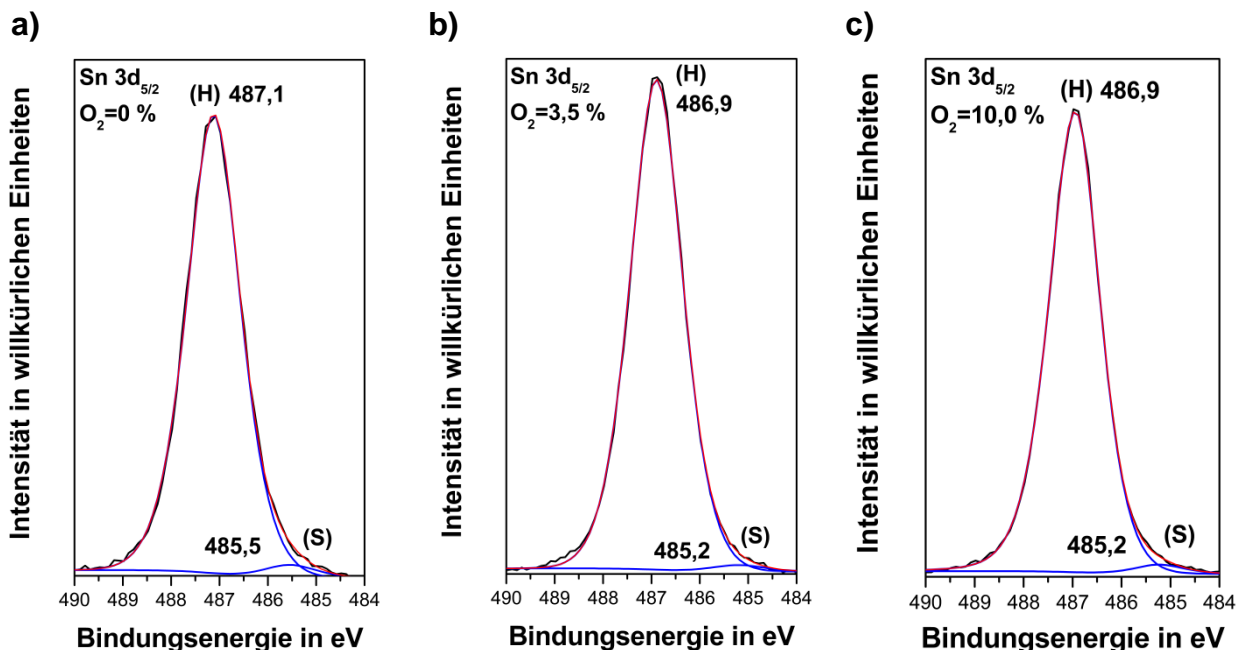 a)
Intensität in willkürlichen Einheiten
Sn 3d5/2
O2=0 %
(H) 487,1
485,5
(S)
490 489 488 487 486 485 484
Bindungsenergie in eV
b)
Intensität in willkürlichen Einheiten
Sn 3d5/2
O2=3,5 %
(H)
486,9
485,2
(S)
490 489 488 487 486 485 484
Bindungsenergie in eV
c)
Intensität in willkürlichen Einheiten
Sn 3d5/2
O2=10,0 %
(H) 486,9
485,2
(S)
490 489 488 487 486 485 484
Bindungsenergie in eV